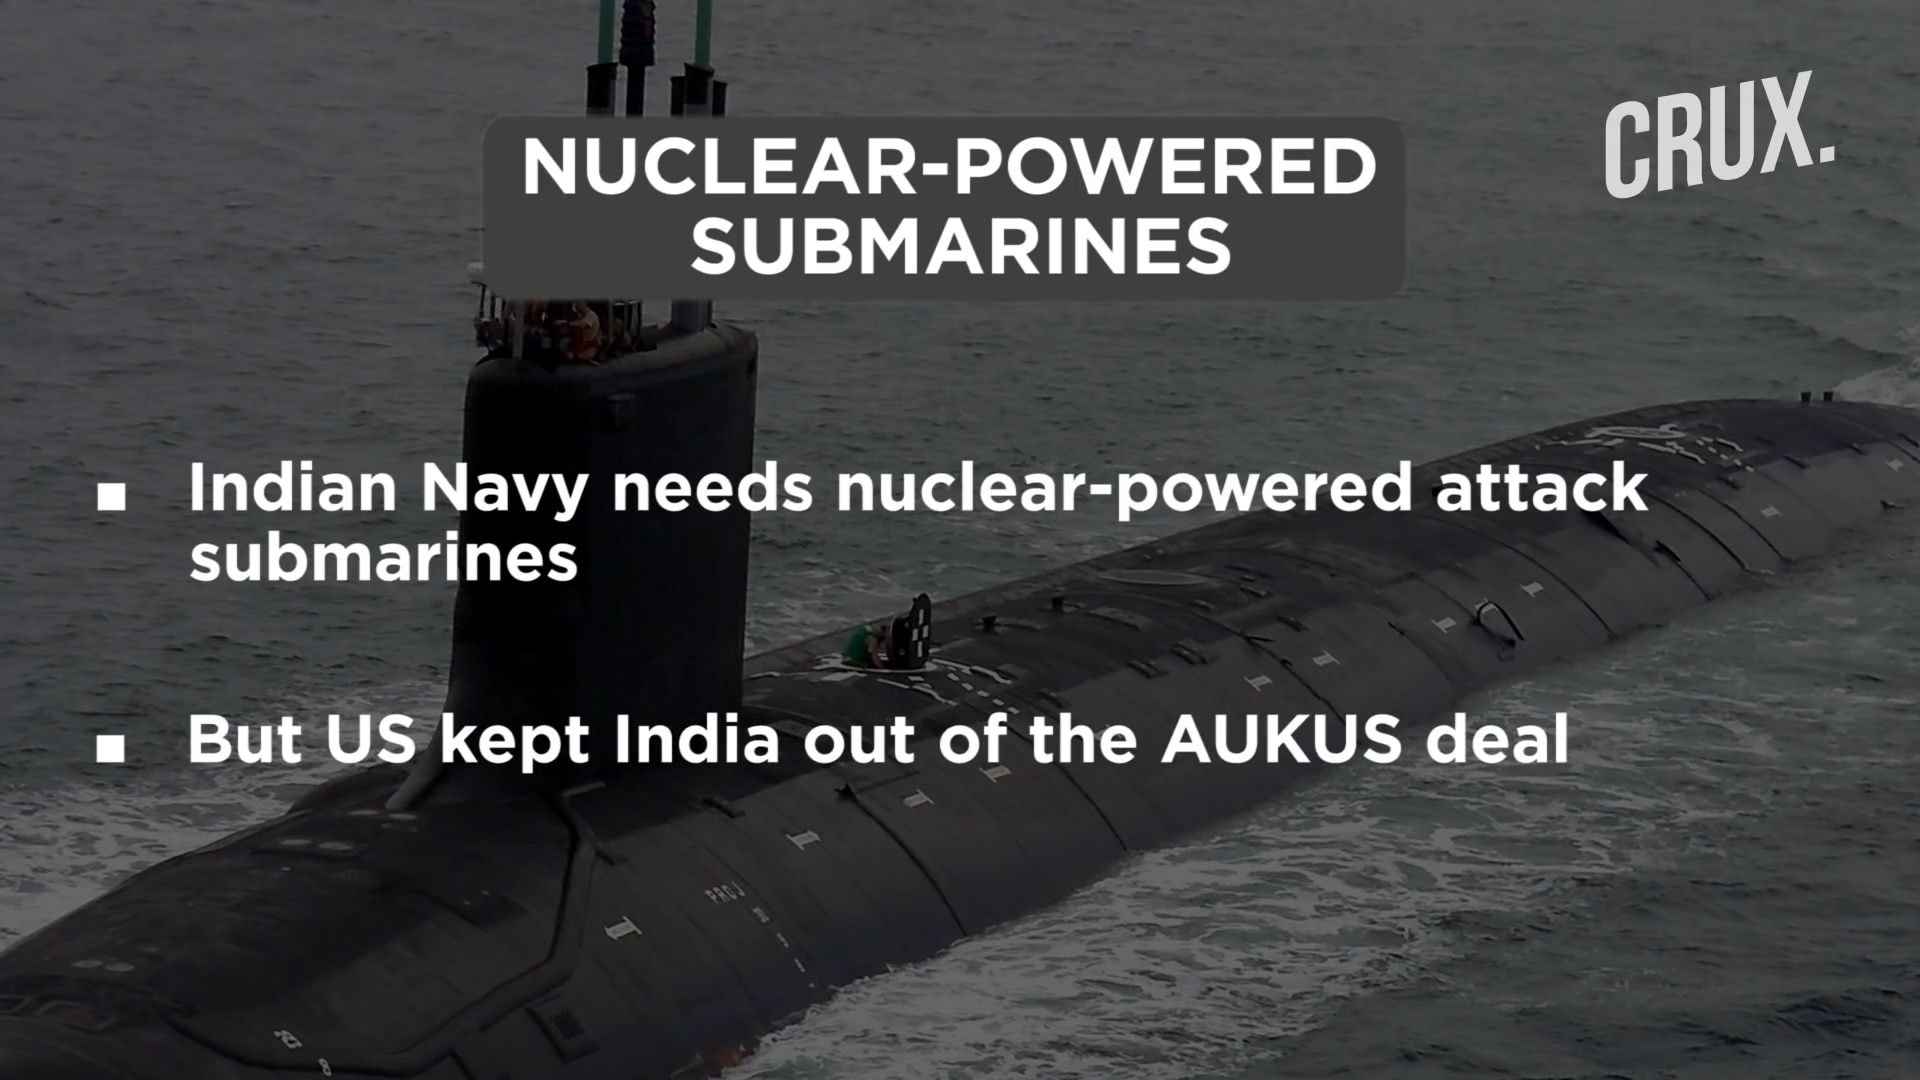 CRUX.
NUCLEAR-POWERED
SUBMARINES
▪ Indian Navy needs nuclear-powered attack
submarines
▪ But US kept India out of the AUKUS deal